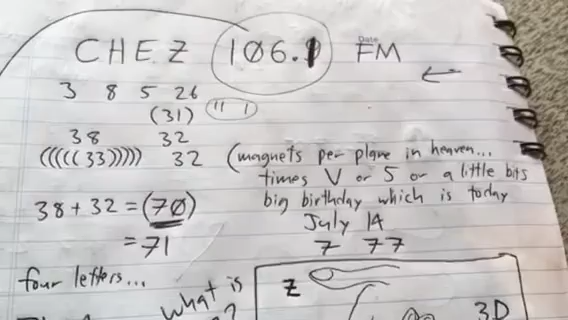 CHEZ 106.1 FM
Date
3 8 5 26
(31) (11 1)
38 32
(((((33))))) 32 (magnets per plane in heaven...
times V or 5 or a little bits
38 + 32 = (70) big birthday which is today
July 14
= 71 7 77
four letters...
what is
Z
3D